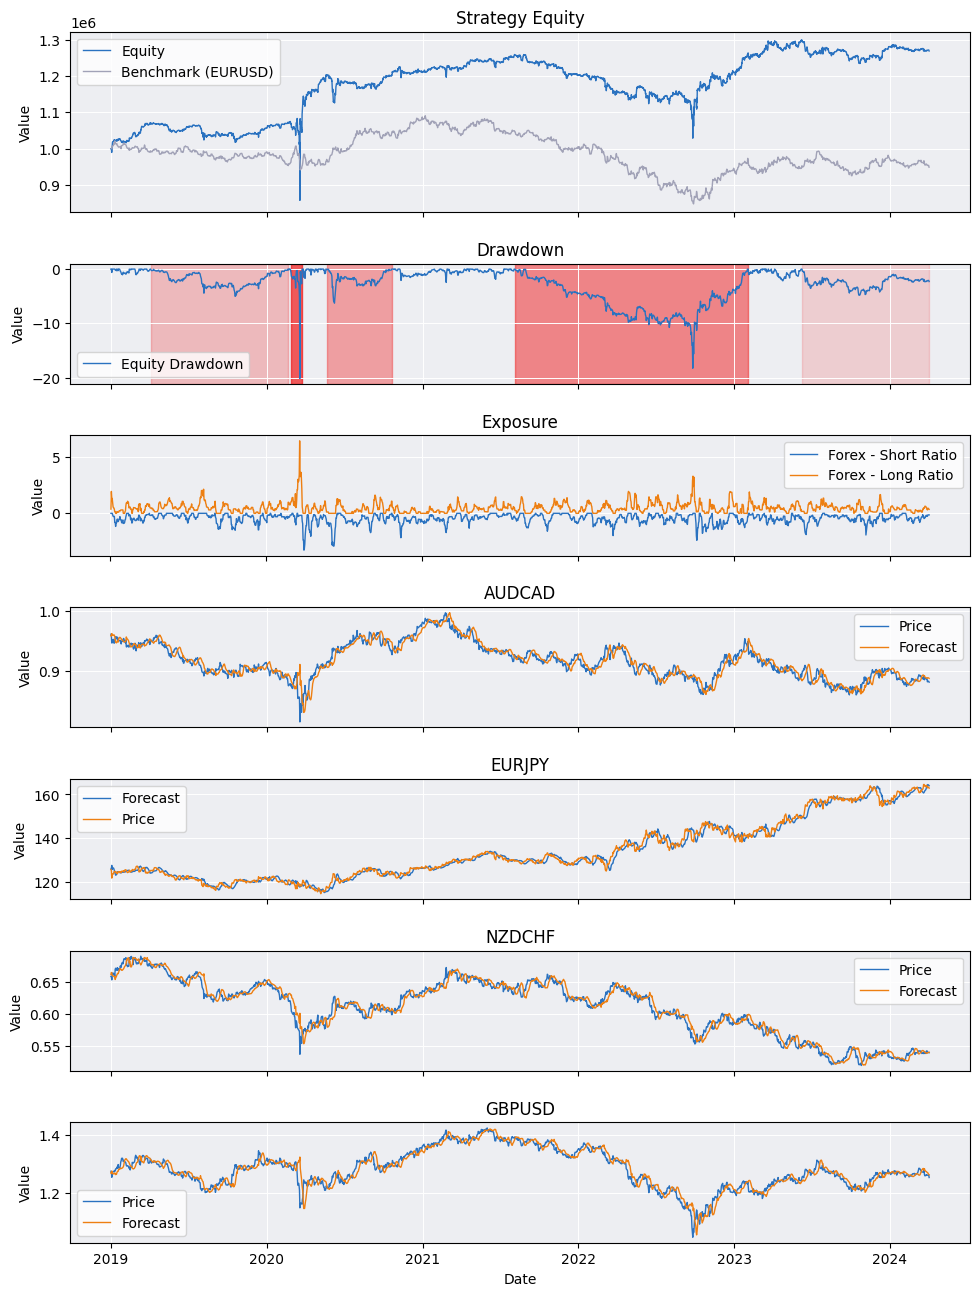 Strategy Equity
1e6
1.3
1.2
1.1
1.0
0.9
Value
Equity
Benchmark (EURUSD)
Drawdown
0
−10
−20
Value
Equity Drawdown
Exposure
5
0
Value
Forex - Short Ratio
Forex - Long Ratio
AUDCAD
1.0
0.9
Value
Price
Forecast
EURJPY
160
140
120
Value
Forecast
Price
NZDCHF
0.65
0.60
0.55
Value
Price
Forecast
GBPUSD
1.4
1.2
Value
Price
Forecast
2019 2020 2021 2022 2023 2024
Date